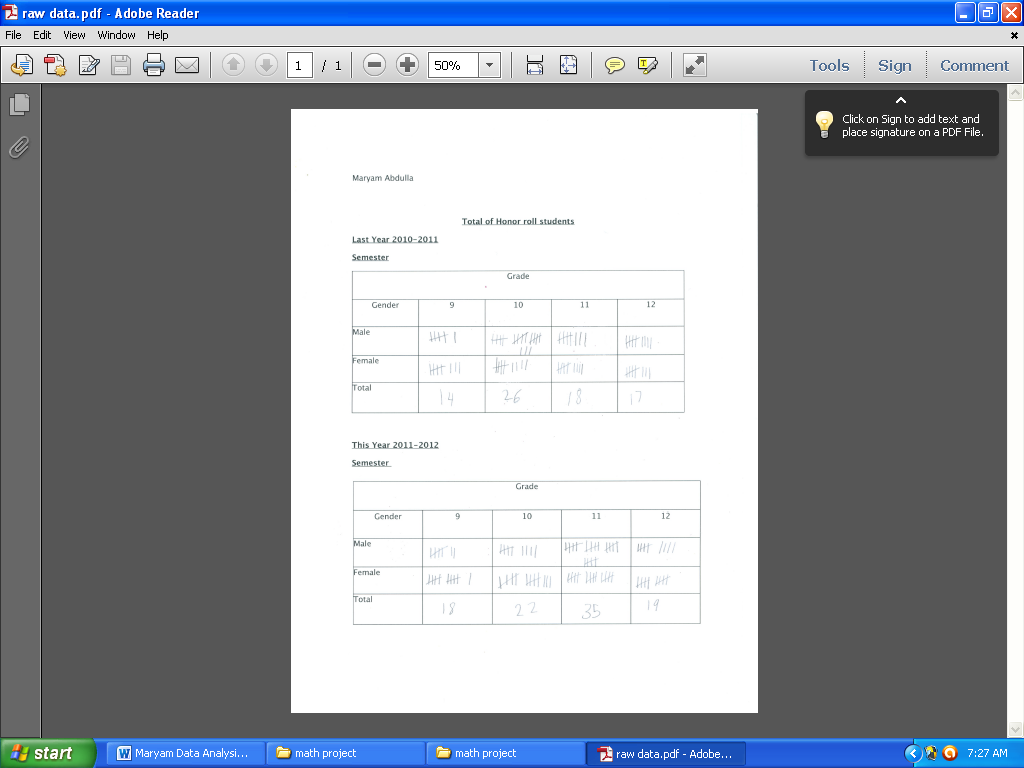 raw data.pdf - Adobe Reader
File Edit View Window Help
1 / 1 50% Tools Sign Comment
Click on Sign to add text and
place signature on a PDF File.
Maryam Abdulla
Total of Honor roll students
Last Year 2010-2011
Semester
Grade
Gender 9 10 11 12
Male
Female
Total 14 26 18 17
This Year 2011-2012
Semester
Grade
Gender 9 10 11 12
Male
Female
Total 18 22 35 19
start Maryam Data Analysi... math project math project raw data.pdf - Adobe... 7:27 AM